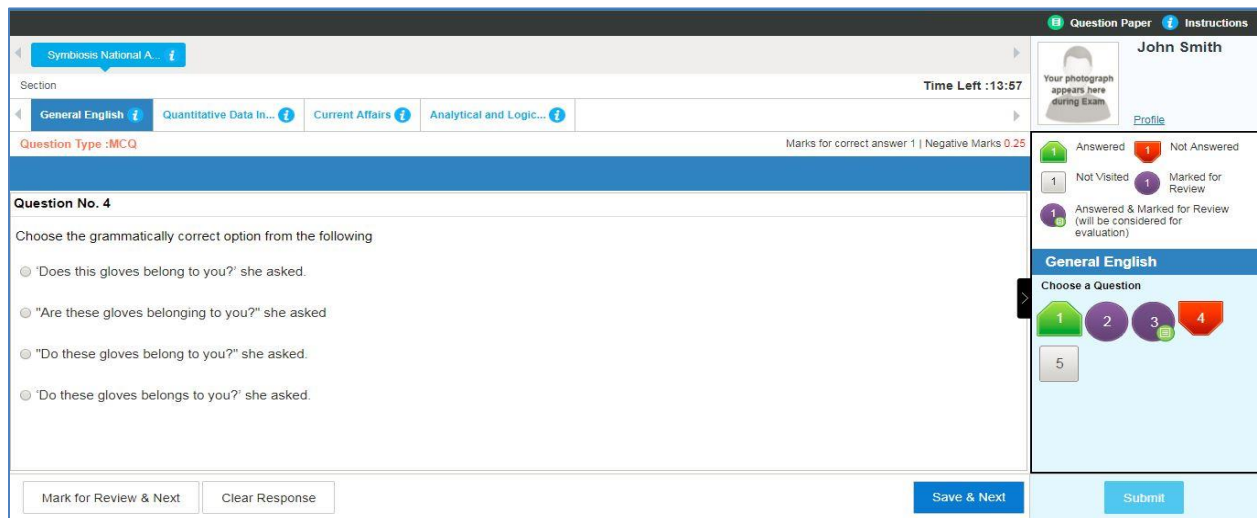 Question Paper Instructions
Symbiosis National A...
John Smith
Your photograph
appears here
during Exam
Profile
Section
Time Left :13:57
General English
Quantitative Data In...
Current Affairs
Analytical and Logic...
Question Type :MCQ
Marks for correct answer 1 | Negative Marks 0.25
1 Answered
1 Not Answered
1 Not Visited
1 Marked for
Review
1 Answered & Marked for Review
(will be considered for
evaluation)
Question No. 4
Choose the grammatically correct option from the following
'Does this gloves belong to you?' she asked.
"Are these gloves belonging to you?" she asked
"Do these gloves belong to you?" she asked.
'Do these gloves belongs to you?' she asked.
General English
Choose a Question
1 2 3 4
5
Mark for Review & Next
Clear Response
Save & Next
Submit